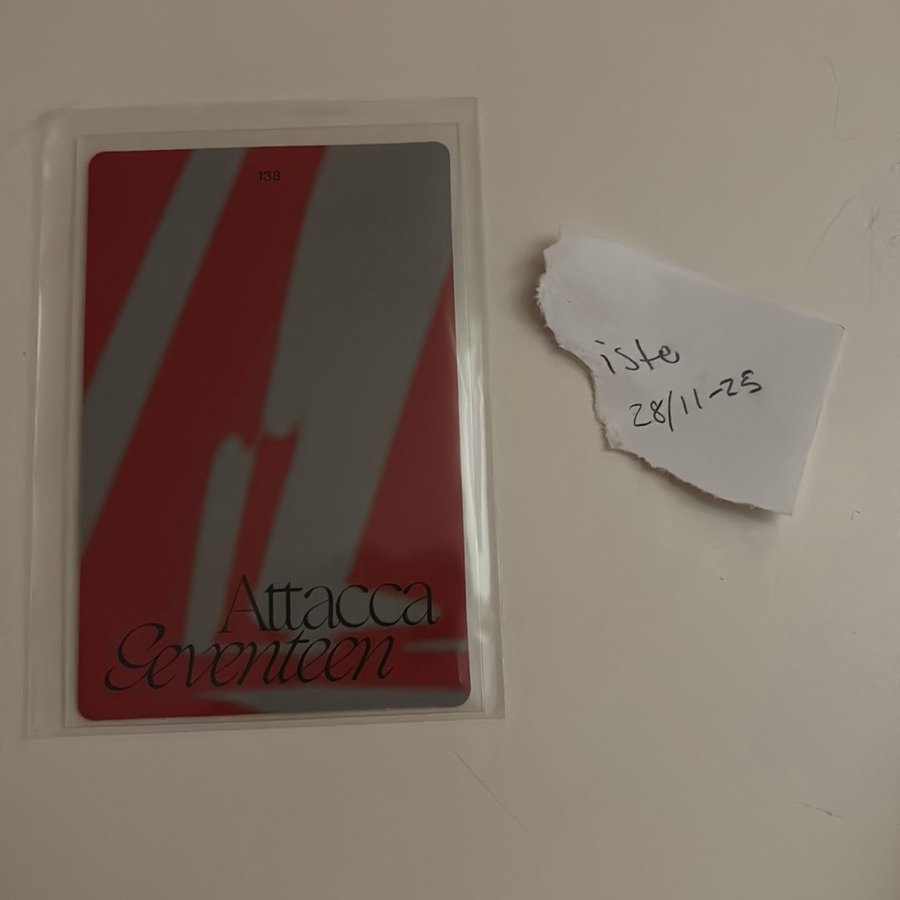 138
Attacca
Seventeen
iste
28/11-25